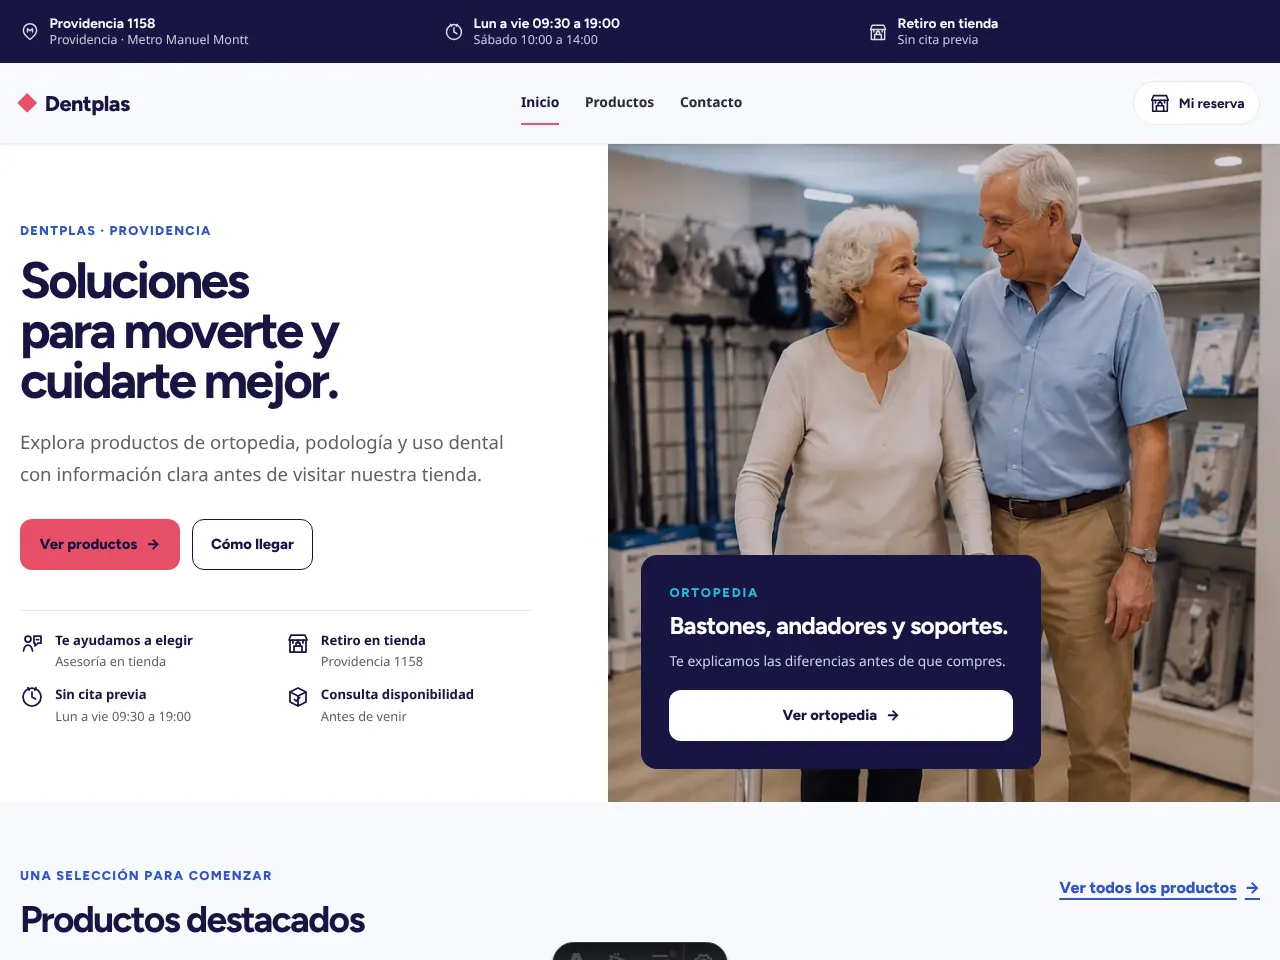 Providencia 1158
Providencia · Metro Manuel Montt
Lun a vie 09:30 a 19:00
Sábado 10:00 a 14:00
Retiro en tienda
Sin cita previa
Dentplas
Inicio
Productos
Contacto
Mi reserva
DENTPLAS · PROVIDENCIA
Soluciones
para moverte y
cuidarte mejor.
Explora productos de ortopedia, podología y uso dental
con información clara antes de visitar nuestra tienda.
Ver productos →
Cómo llegar
Te ayudamos a elegir
Asesoría en tienda
Retiro en tienda
Providencia 1158
Sin cita previa
Lun a vie 09:30 a 19:00
Consulta disponibilidad
Antes de venir
ORTOPEDIA
Bastones, andadores y soportes.
Te explicamos las diferencias antes de que compres.
Ver ortopedia →
UNA SELECCIÓN PARA COMENZAR
Productos destacados
Ver todos los productos →